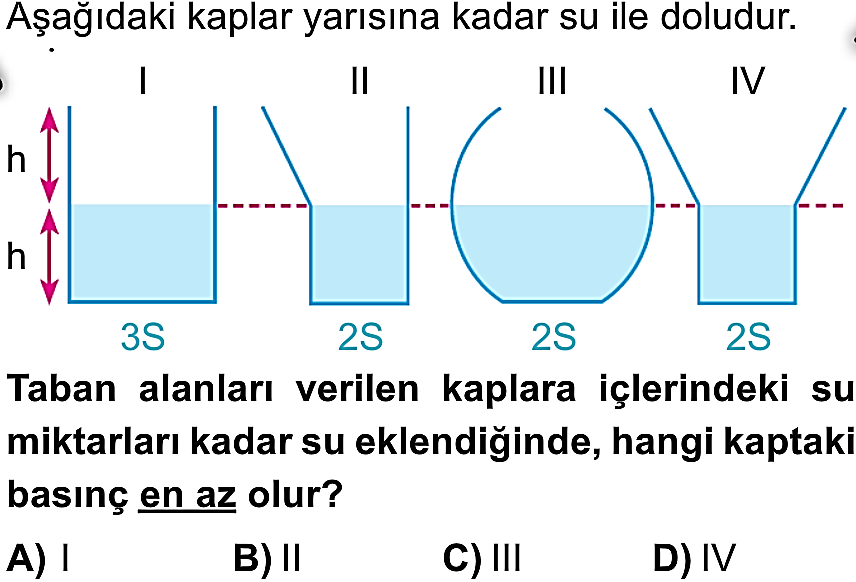 Aşağıdaki kaplar yarısına kadar su ile doludur.
I II III IV
h
h
3S 2S 2S 2S
Taban alanları verilen kaplara içlerindeki su
miktarları kadar su eklendiğinde, hangi kaptaki
basınç en az olur?
A) I B) II C) III D) IV